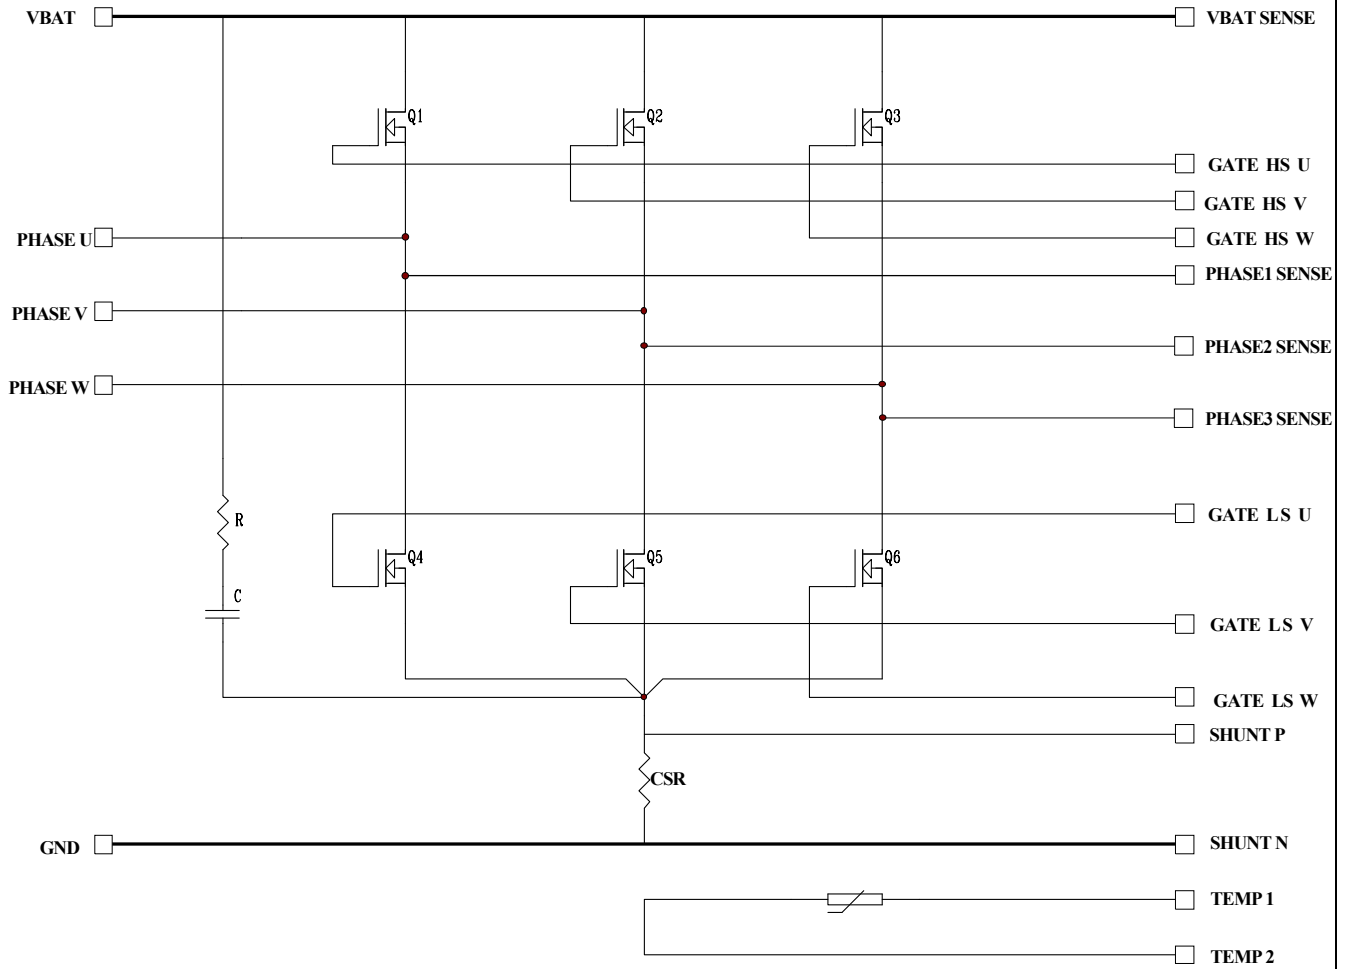 VBAT
VBAT SENSE
Q1
Q2
Q3
GATE HS U
GATE HS V
PHASE U
GATE HS W
PHASE1 SENSE
PHASE V
PHASE2 SENSE
PHASE W
PHASE3 SENSE
R
GATE LS U
Q4
Q5
Q6
C
GATE LS V
GATE LS W
SHUNT P
CSR
GND
SHUNT N
TEMP 1
TEMP 2